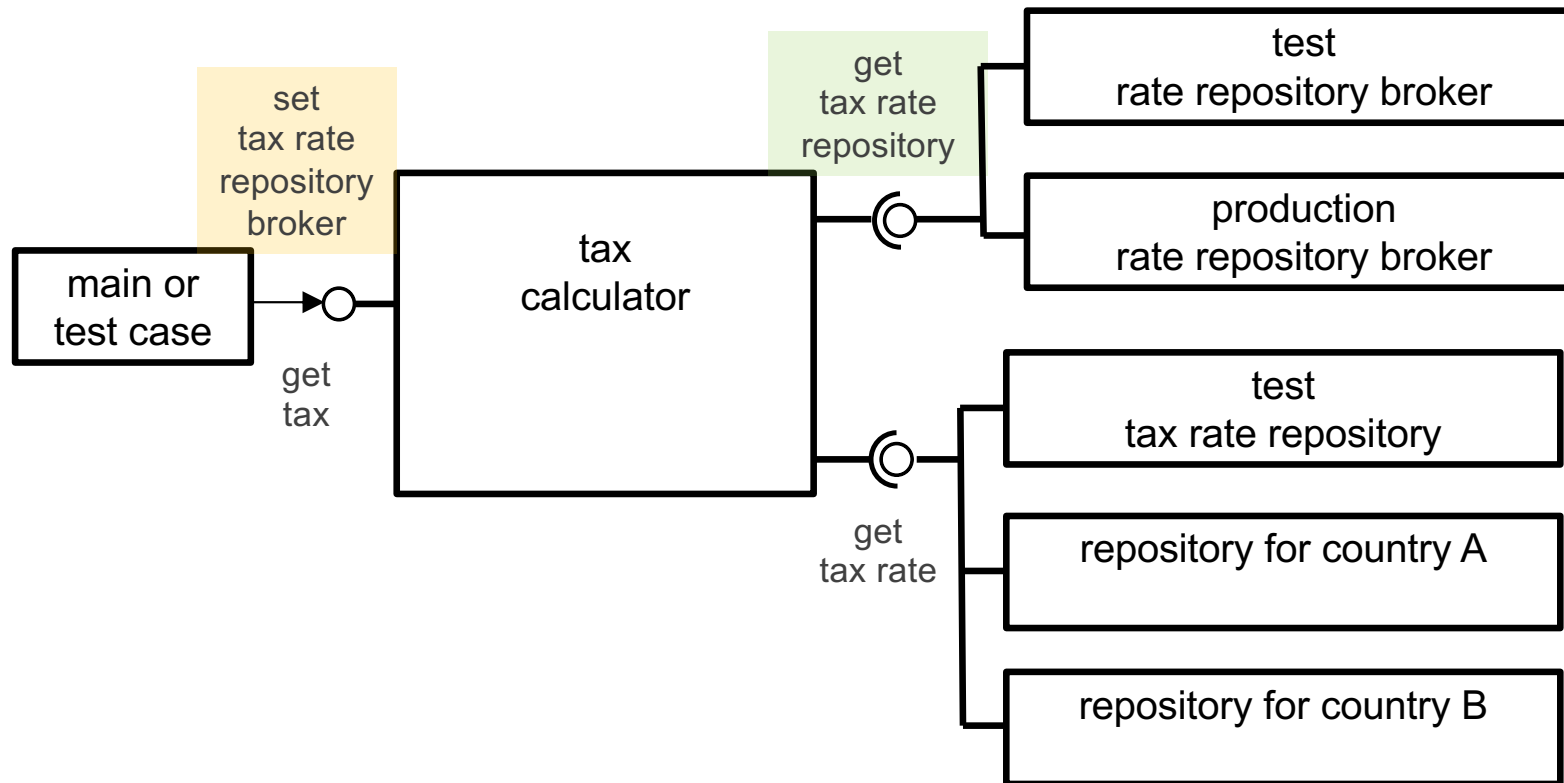 set
tax rate
repository
broker
main or
test case
get
tax
tax
calculator
get
tax rate
repository
test
rate repository broker
production
rate repository broker
get
tax rate
test
tax rate repository
repository for country A
repository for country B